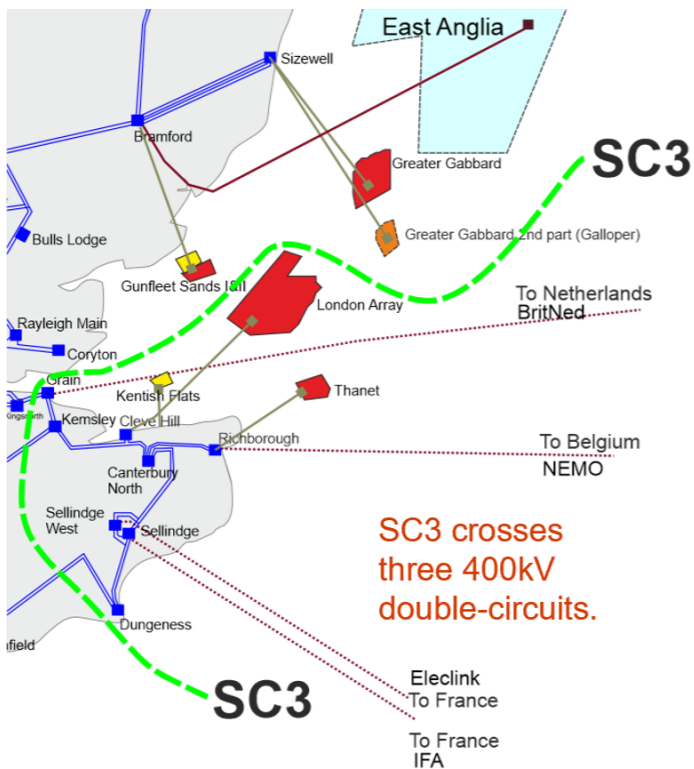 East Anglia
Sizewell
Bramford
SC3
Greater Gabbard
Greater Gabbard 2nd part (Galloper)
Bulls Lodge
Gunfleet Sands I&II
London Array
To Netherlands
BritNed
Rayleigh Main
Coryton
Grain
Kentish Flats
Thanet
Kingsnorth
Kemsley
Cleve Hill
Richborough
To Belgium
NEMO
Canterbury
North
Sellindge
West
Sellindge
SC3 crosses
three 400kV
double-circuits.
Dungeness
nfield
SC3
Eleclink
To France
To France
IFA